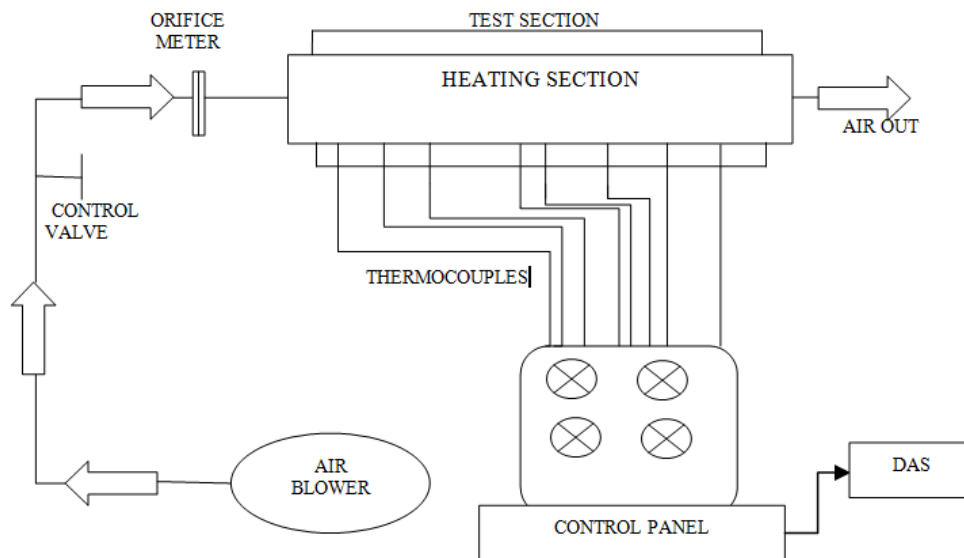 ORIFICE
METER
TEST SECTION
HEATING SECTION
AIR OUT
CONTROL
VALVE
THERMOCOUPLES
AIR
BLOWER
DAS
CONTROL PANEL